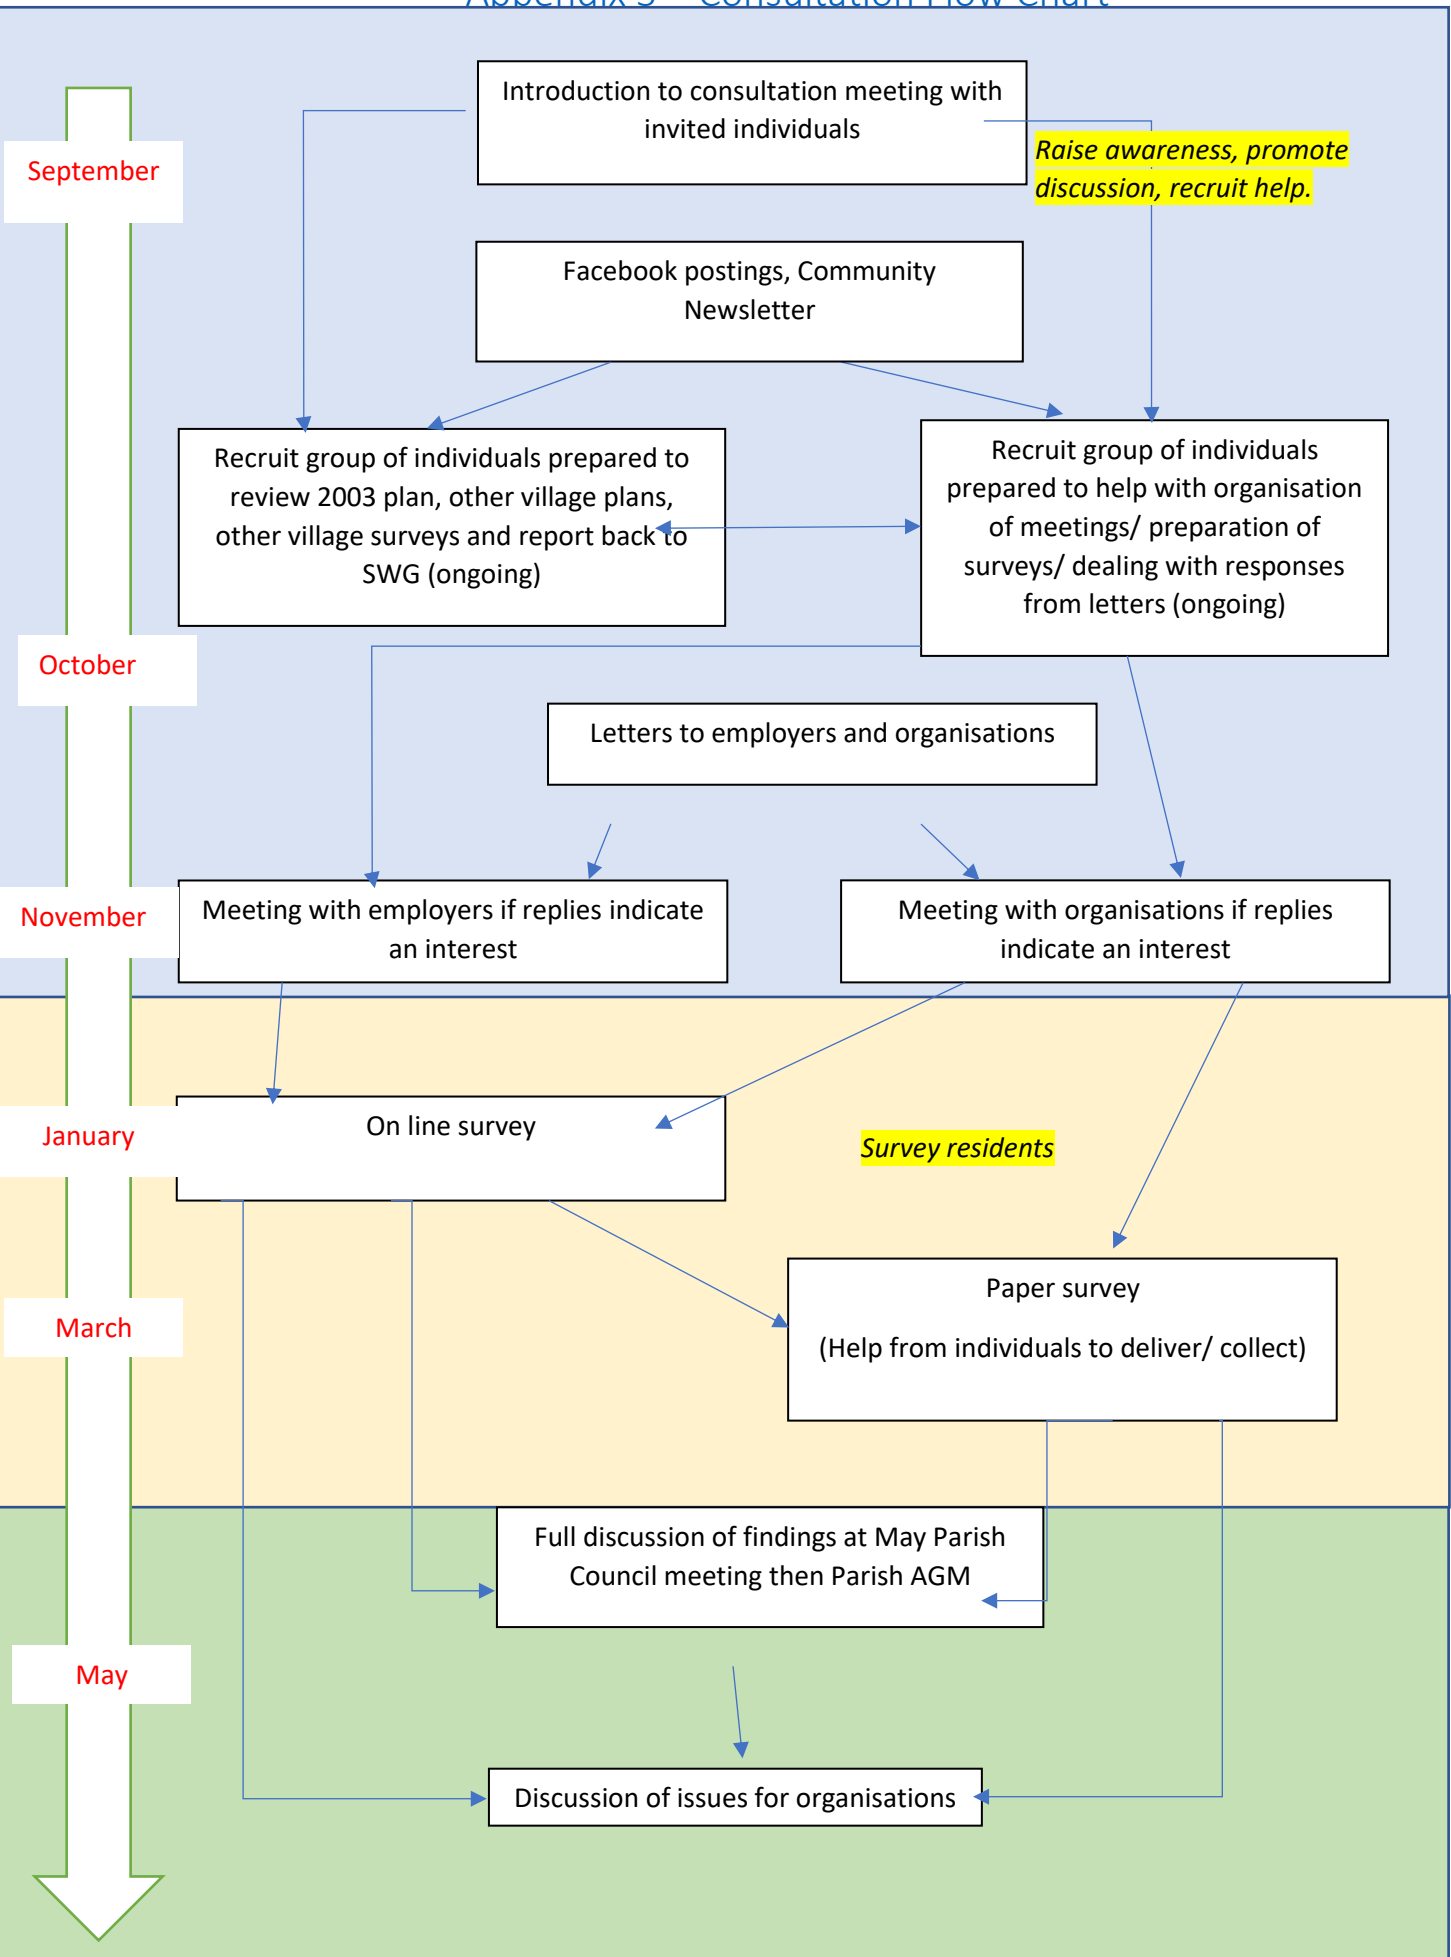 Appendix 3 – Consultation Flow Chart
Introduction to consultation meeting with
invited individuals
Raise awareness, promote
discussion, recruit help.
September
Facebook postings, Community
Newsletter
Recruit group of individuals prepared to
review 2003 plan, other village plans,
other village surveys and report back to
SWG (ongoing)
Recruit group of individuals
prepared to help with organisation
of meetings/ preparation of
surveys/ dealing with responses
from letters (ongoing)
October
Letters to employers and organisations
November
Meeting with employers if replies indicate
an interest
Meeting with organisations if replies
indicate an interest
January
On line survey
Survey residents
Paper survey
(Help from individuals to deliver/ collect)
March
Full discussion of findings at May Parish
Council meeting then Parish AGM
May
Discussion of issues for organisations